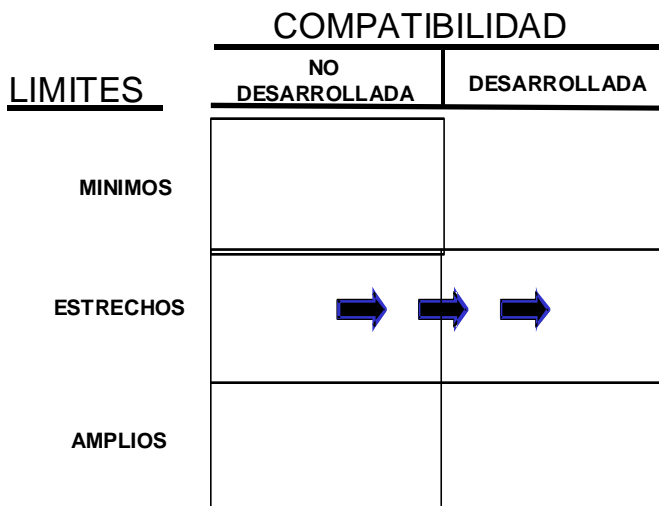 COMPATIBILIDAD
LIMITES
NO
DESARROLLADA
DESARROLLADA
MINIMOS
ESTRECHOS
AMPLIOS